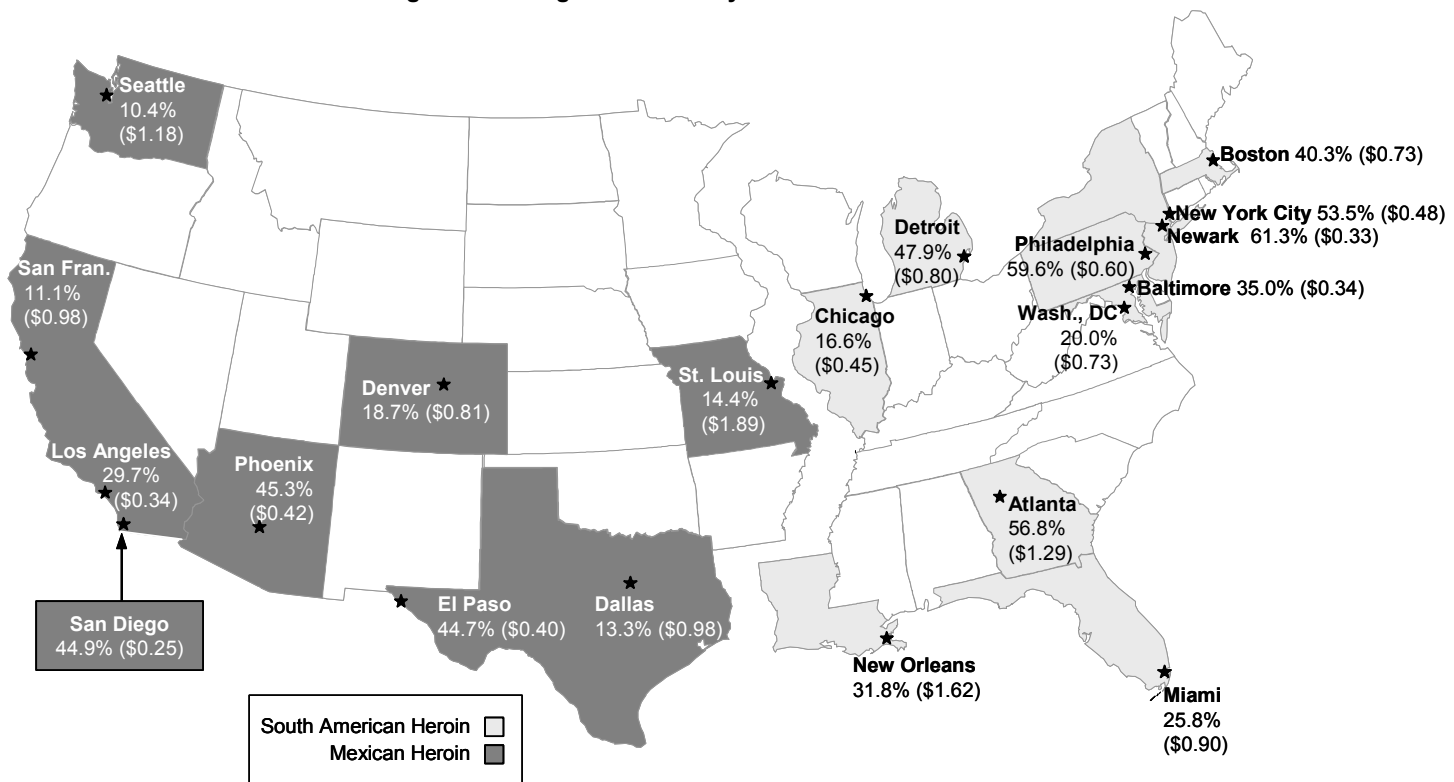 Seattle
10.4%
($1.18)
Boston 40.3% ($0.73)
New York City 53.5% ($0.48)
Newark 61.3% ($0.33)
Detroit
47.9%
($0.80)
Philadelphia
59.6% ($0.60)
Baltimore 35.0% ($0.34)
Wash., DC
20.0%
($0.73)
San Fran.
11.1%
($0.98)
Chicago
16.6%
($0.45)
Denver
18.7% ($0.81)
St. Louis
14.4%
($1.89)
Los Angeles
29.7%
($0.34)
Phoenix
45.3%
($0.42)
Atlanta
56.8%
($1.29)
El Paso
44.7% ($0.40)
Dallas
13.3% ($0.98)
San Diego
44.9% ($0.25)
New Orleans
31.8% ($1.62)
Miami
25.8%
($0.90)
South American Heroin
Mexican Heroin